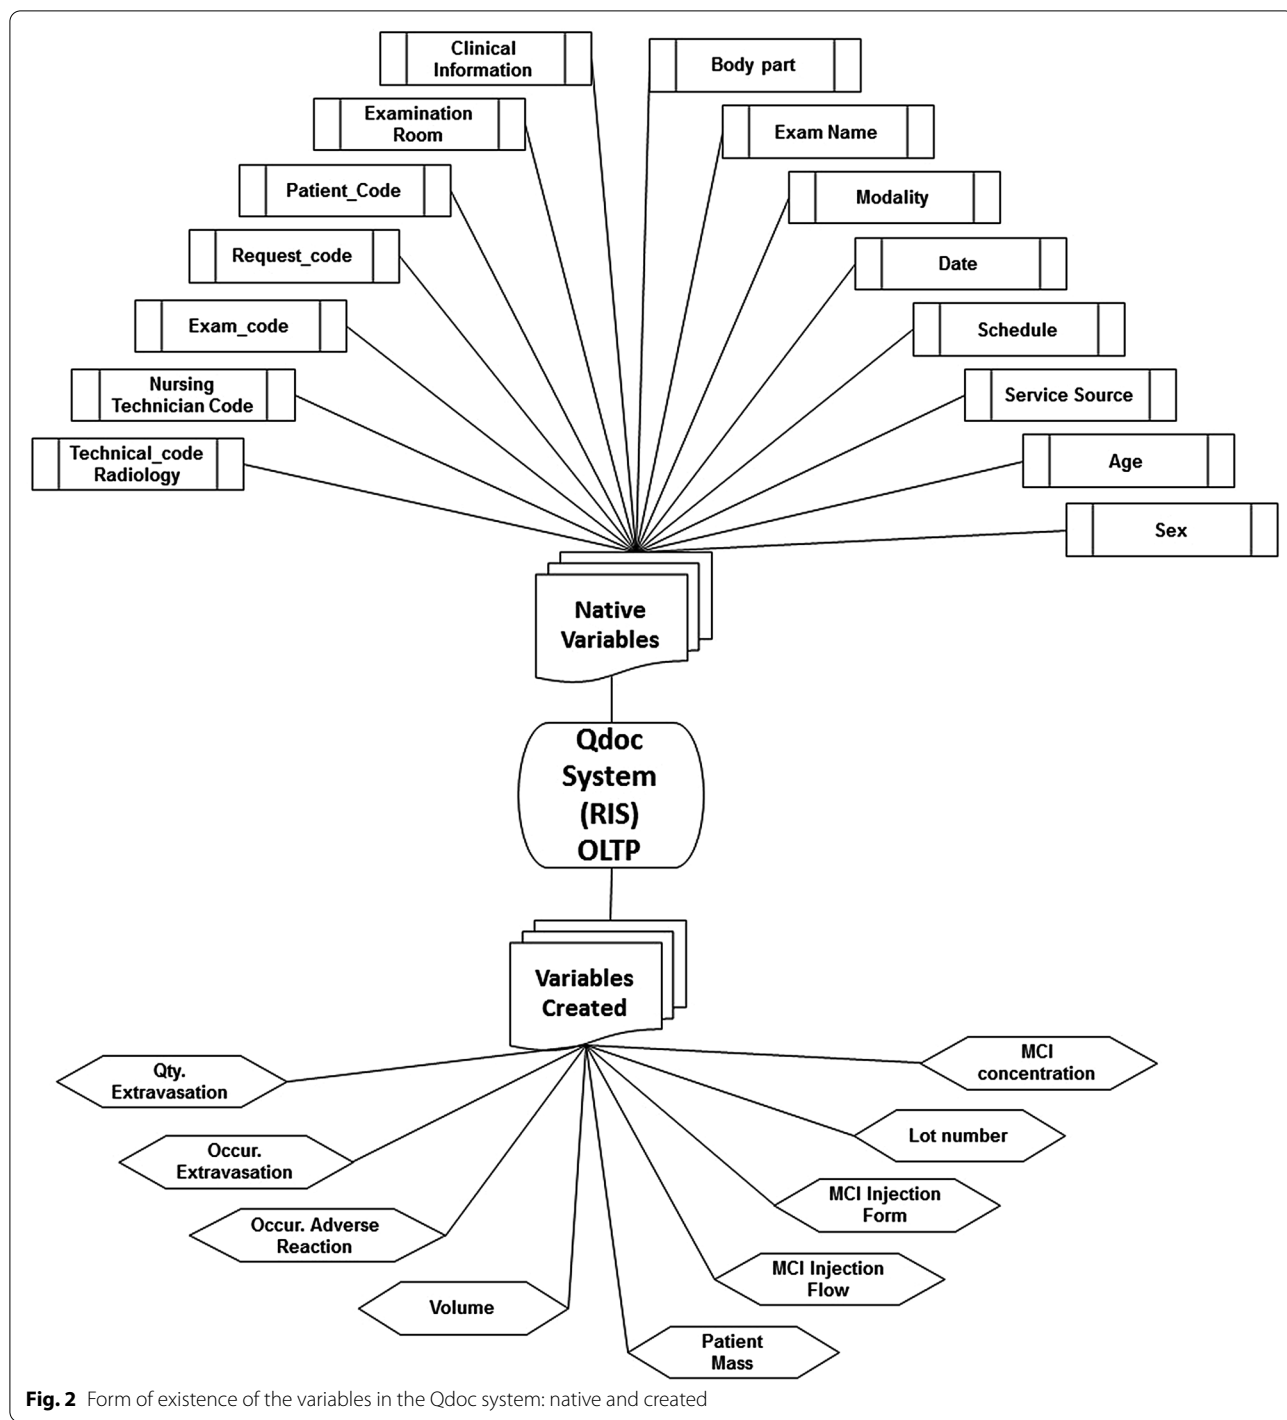 Clinical
Information
Body part
Examination
Room
Exam Name
Patient_Code
Modality
Request_code
Date
Exam_code
Schedule
Nursing
Technician Code
Service Source
Technical_code
Radiology
Age
Sex
Native
Variables
Qdoc
System
(RIS)
OLTP
Variables
Created
Qty.
Extravasation
MCI
concentration
Occur.
Extravasation
Lot number
Occur. Adverse
Reaction
MCI Injection
Form
Volume
MCI Injection
Flow
Patient
Mass
Fig. 2 Form of existence of the variables in the Qdoc system: native and created